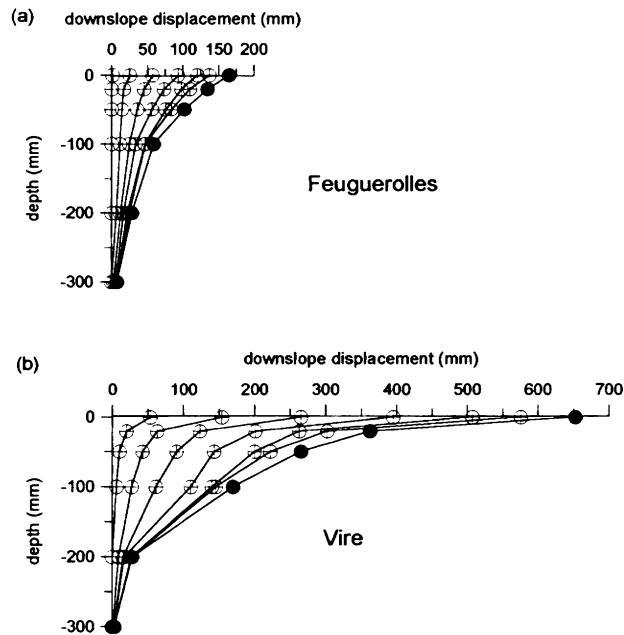 (a)
downslope displacement (mm)
0 50 100 150 200
0
-100
-200
-300
depth (mm)
Feuguerolles
(b)
downslope displacement (mm)
0 100 200 300 400 500 600 700
0
-100
-200
-300
depth (mm)
Vire